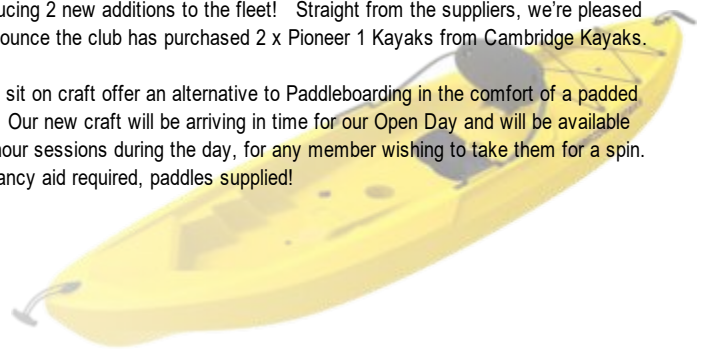 ucing 2 new additions to the fleet! Straight from the suppliers, we're pleased
ounce the club has purchased 2 x Pioneer 1 Kayaks from Cambridge Kayaks.
sit on craft offer an alternative to Paddleboarding in the comfort of a padded
Our new craft will be arriving in time for our Open Day and will be available
our sessions during the day, for any member wishing to take them for a spin.
ancy aid required, paddles supplied!